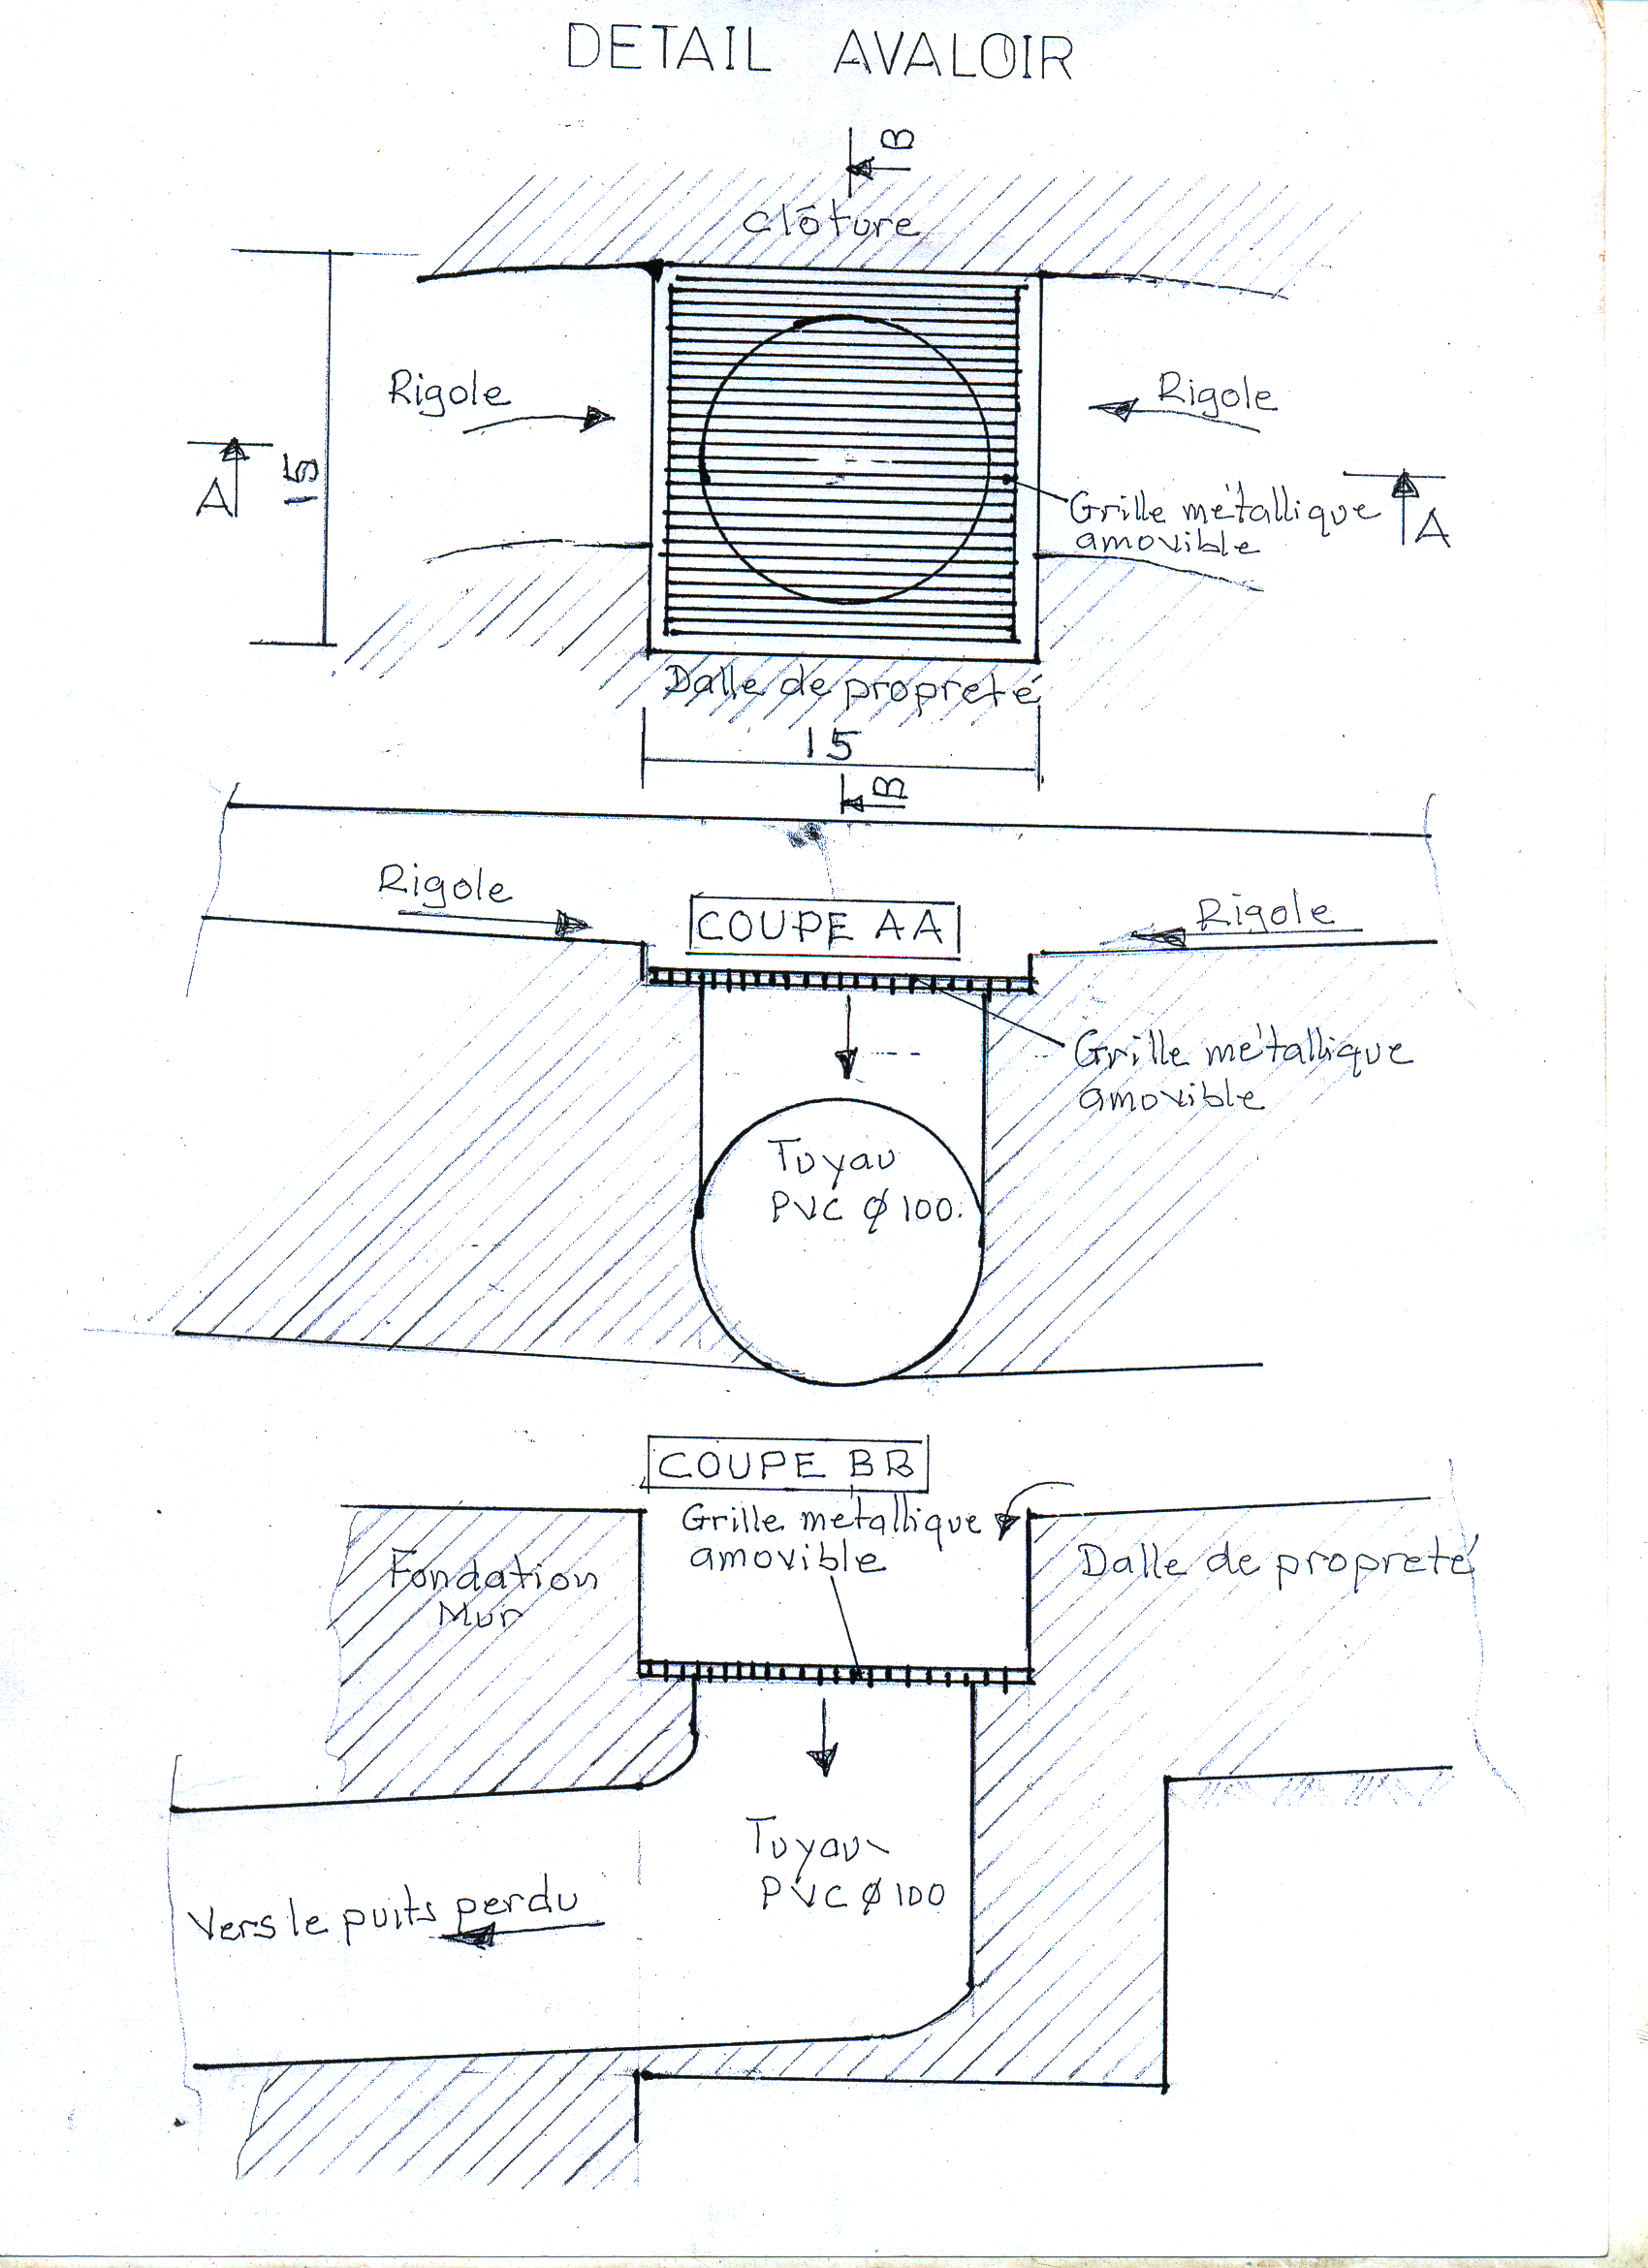 DETAIL AVALOIR
B
clôture
Rigole
Rigole
A
15
Grille métallique
amovible
A
Dalle de propreté
15
B
Rigole
COUPE AA
Rigole
Grille métallique
amovible
Tuyau
PVC Ø 100.
COUPE BB
Grille métallique
amovible
Fondation
Mur
Dalle de propreté
Tuyau
PVC Ø 100
Vers le puits perdu